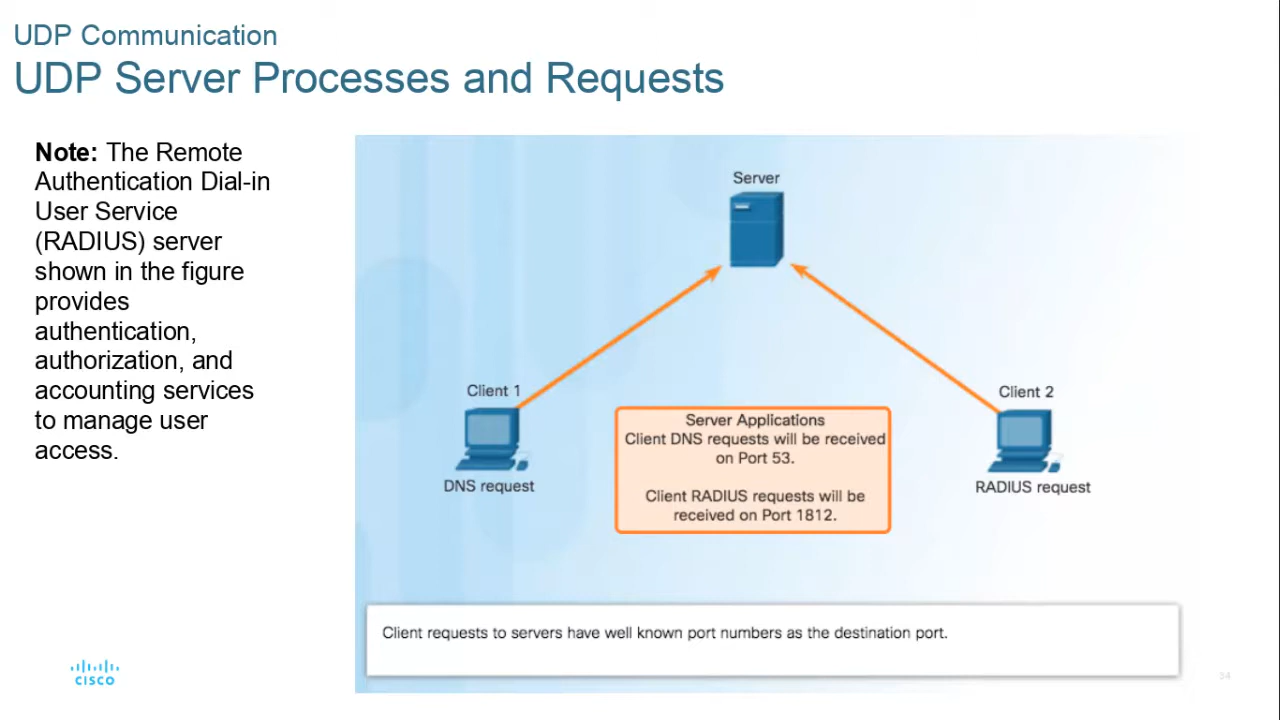 UDP Communication
UDP Server Processes and Requests
Note: The Remote
Authentication Dial-in
User Service
(RADIUS) server
shown in the figure
provides
authentication,
authorization, and
accounting services
to manage user
access.
Server
Client 1
DNS request
Server Applications
Client DNS requests will be received
on Port 53.
Client RADIUS requests will be
received on Port 1812.
Client 2
RADIUS request
Client requests to servers have well known port numbers as the destination port.
CISCO
34